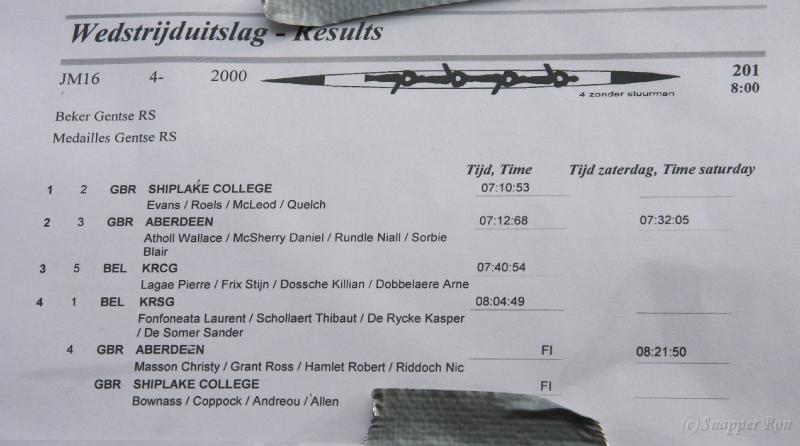 Wedstrijduitslag - Results
JM16 4- 2000 201
4 zonder stuurman 8:00
Beker Gentse RS
Medailles Gentse RS
Tijd, Time Tijd zaterdag, Time saturday
1 2 GBR SHIPLAKE COLLEGE 07:10:53
Evans / Roels / McLeod / Quelch
2 3 GBR ABERDEEN 07:12:68 07:32:05
Atholl Wallace / McSherry Daniel / Rundle Niall / Sorbie
Blair
3 5 BEL KRCG 07:40:54
Lagae Pierre / Frix Stijn / Dossche Killian / Dobbelaere Arne
4 1 BEL KRSG 08:04:49
Fonfoneata Laurent / Schollaert Thibaut / De Rycke Kasper
/ De Somer Sander
4 GBR ABERDEEN FI 08:21:50
Masson Christy / Grant Ross / Hamlet Robert / Riddoch Nic
GBR SHIPLAKE COLLEGE FI
Bownass / Coppock / Andreou / Allen
(c)Snapper Ron